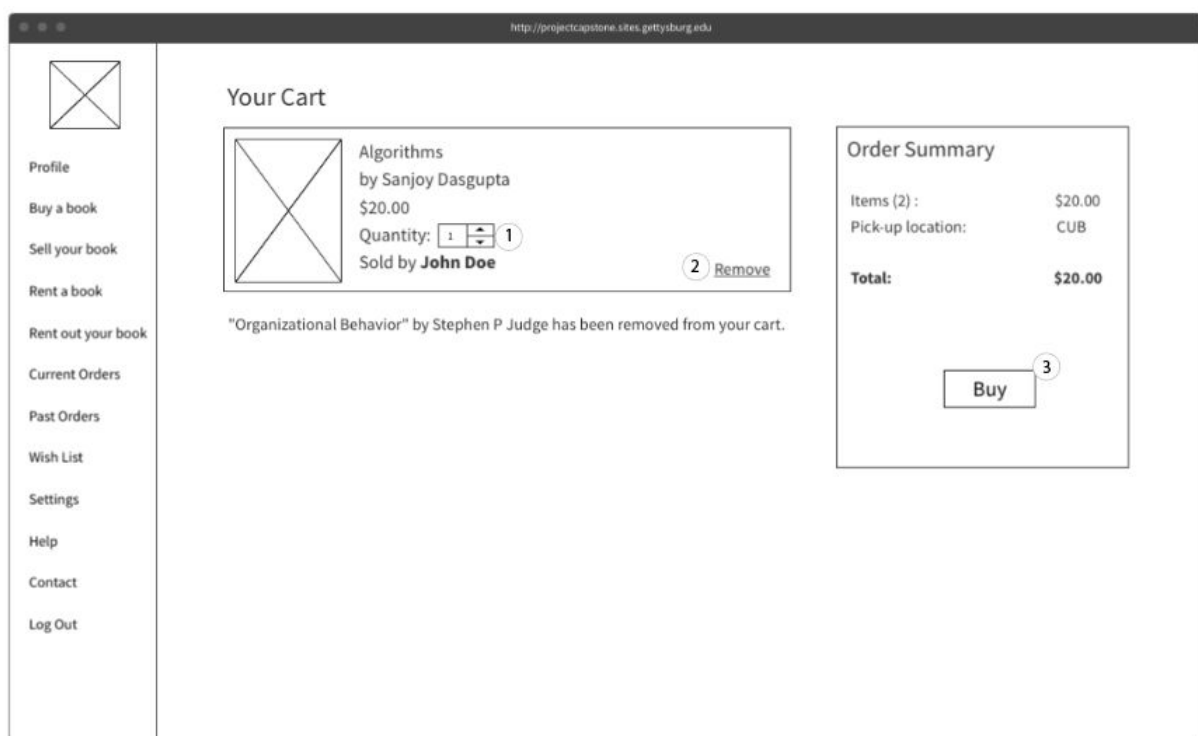 http://projectcapstone.sites.gettysburg.edu
Profile
Buy a book
Sell your book
Rent a book
Rent out your book
Current Orders
Past Orders
Wish List
Settings
Help
Contact
Log Out
Your Cart
Algorithms
by Sanjoy Dasgupta
$20.00
Quantity: 1 1
Sold by John Doe
2 Remove
"Organizational Behavior" by Stephen P Judge has been removed from your cart.
Order Summary
Items (2) : $20.00
Pick-up location: CUB
Total: $20.00
3
Buy